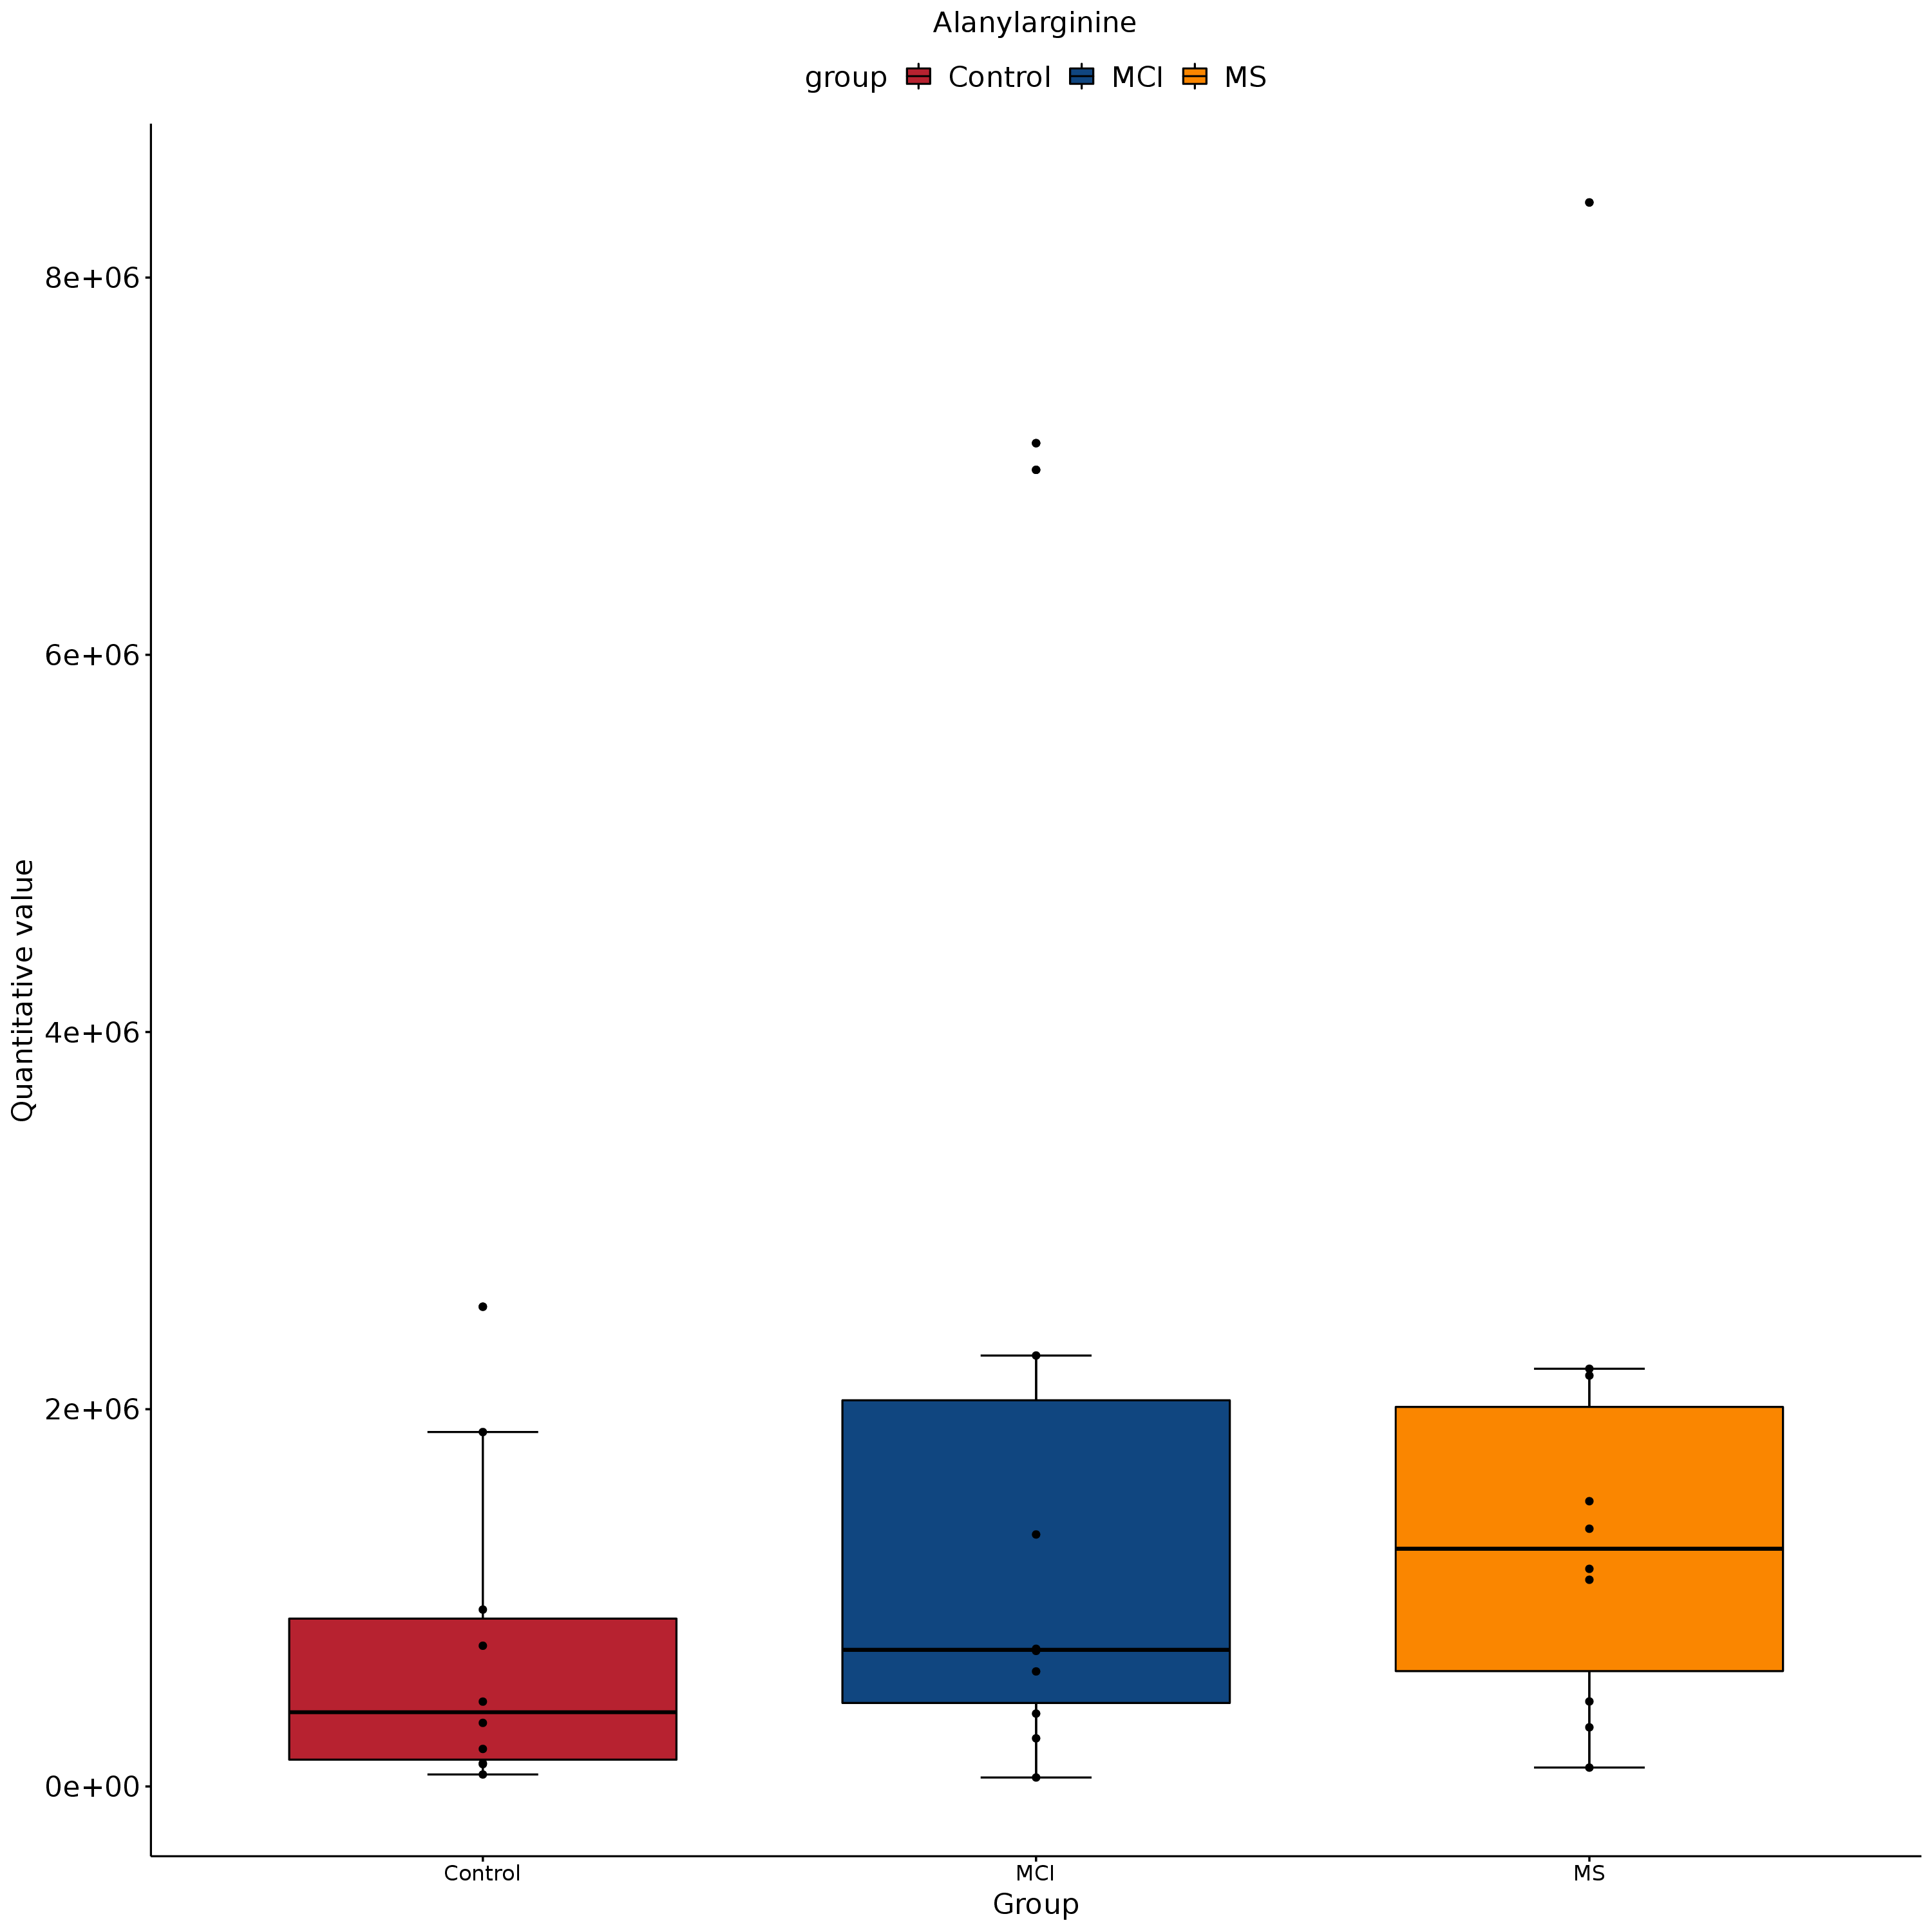 Alanylarginine
group Control MCI MS
8e+06
6e+06
4e+06
2e+06
0e+00
Quantitative value
Control MCI MS
Group